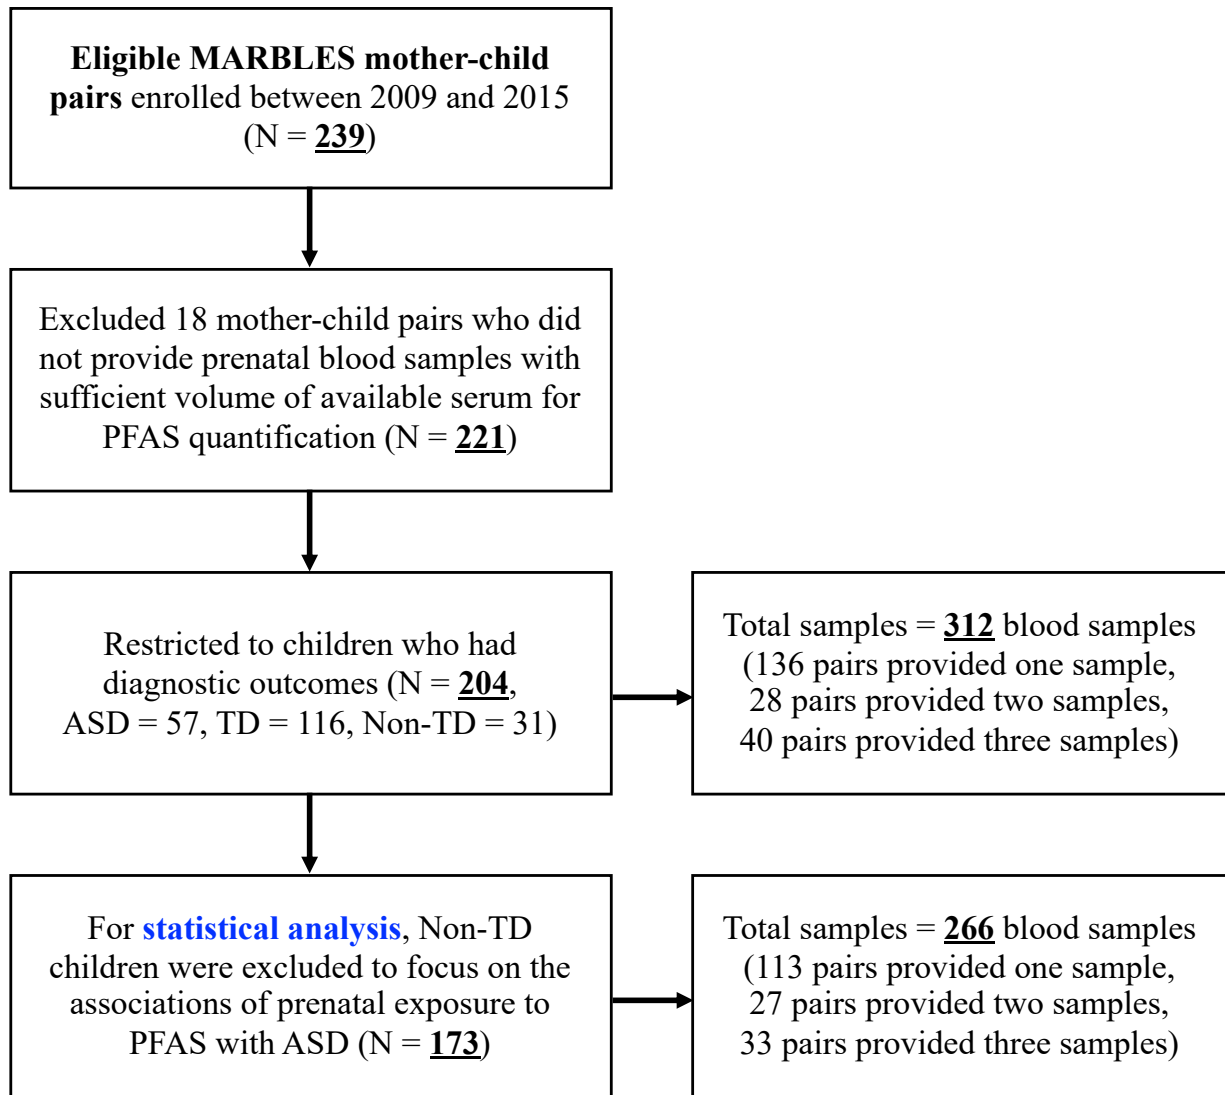 Eligible MARBLES mother-child
pairs enrolled between 2009 and 2015
(N = 239)
Excluded 18 mother-child pairs who did
not provide prenatal blood samples with
sufficient volume of available serum for
PFAS quantification (N = 221)
Restricted to children who had
diagnostic outcomes (N = 204,
ASD = 57, TD = 116, Non-TD = 31)
Total samples = 312 blood samples
(136 pairs provided one sample,
28 pairs provided two samples,
40 pairs provided three samples)
For statistical analysis, Non-TD
children were excluded to focus on the
associations of prenatal exposure to
PFAS with ASD (N = 173)
Total samples = 266 blood samples
(113 pairs provided one sample,
27 pairs provided two samples,
33 pairs provided three samples)